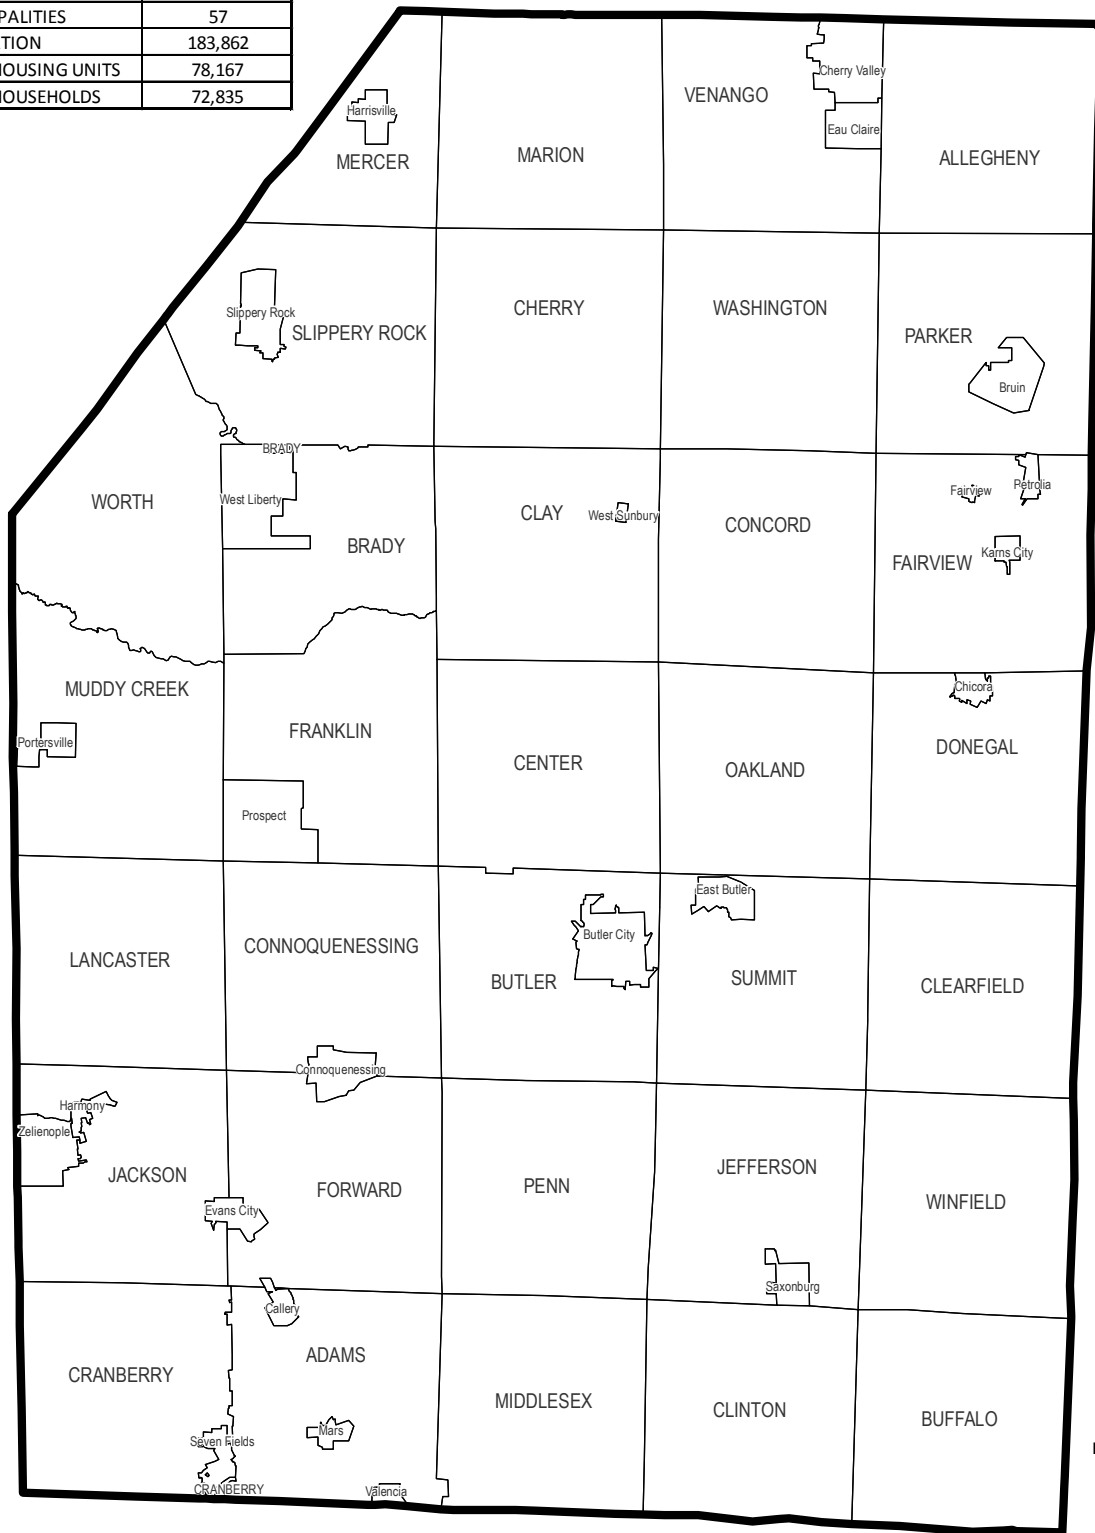 PALITIES 57
TION 183,862
HOUSING UNITS 78,167
HOUSEHOLDS 72,835
Cherry Valley
VENANGO
Harrisville
Eau Claire
MERCER
MARION
ALLEGHENY
Slippery Rock
SLIPPERY ROCK
CHERRY
WASHINGTON
PARKER
Bruin
BRADY
WORTH
West Liberty
BRADY
CLAY
West Sunbury
CONCORD
Fairview
Petrolia
FAIRVIEW
Karns City
MUDDY CREEK
Portersville
FRANKLIN
Prospect
CENTER
OAKLAND
Chicora
DONEGAL
LANCASTER
CONNOQUENESSING
Butler City
BUTLER
East Butler
SUMMIT
CLEARFIELD
Connoquenessing
Harmony
Zelienople
JACKSON
Evans City
FORWARD
PENN
JEFFERSON
WINFIELD
Saxonburg
Callery
ADAMS
CRANBERRY
Mars
Seven Fields
CRANBERRY
Valencia
MIDDLESEX
CLINTON
BUFFALO